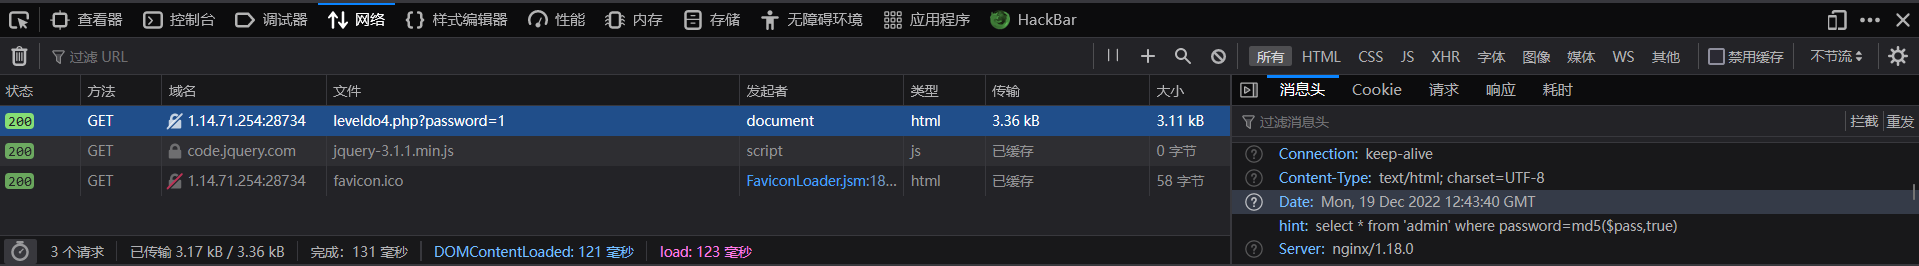 查看器 控制台 调试器 网络 样式编辑器 性能 内存 存储 无障碍环境 应用程序 HackBar
过滤 URL 所有 HTML CSS JS XHR 字体 图像 媒体 WS 其他 禁用缓存 不节流
状态 方法 域名 文件 发起者 类型 传输 大小
200 GET 1.14.71.254:28734 leveldo4.php?password=1 document html 3.36 kB 3.11 kB
200 GET code.jquery.com jquery-3.1.1.min.js script js 已缓存 0 字节
200 GET 1.14.71.254:28734 favicon.ico FaviconLoader.jsm:18... html 已缓存 58 字节
3 个请求 已传输 3.17 kB / 3.36 kB 完成：131 毫秒 DOMContentLoaded: 121 毫秒 load: 123 毫秒
消息头 Cookie 请求 响应 耗时
过滤消息头 拦截 重发
Connection: keep-alive
Content-Type: text/html; charset=UTF-8
Date: Mon, 19 Dec 2022 12:43:40 GMT
hint: select * from 'admin' where password=md5($pass,true)
Server: nginx/1.18.0